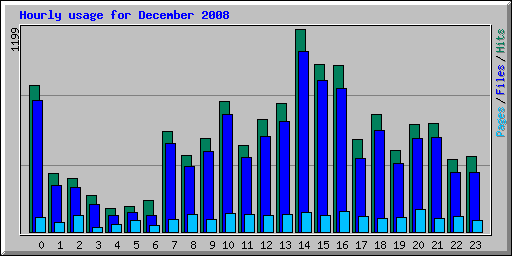 Hourly usage for December 2008
1199
Pages/Files/Hits
0 1 2 3 4 5 6 7 8 9 10 11 12 13 14 15 16 17 18 19 20 21 22 23